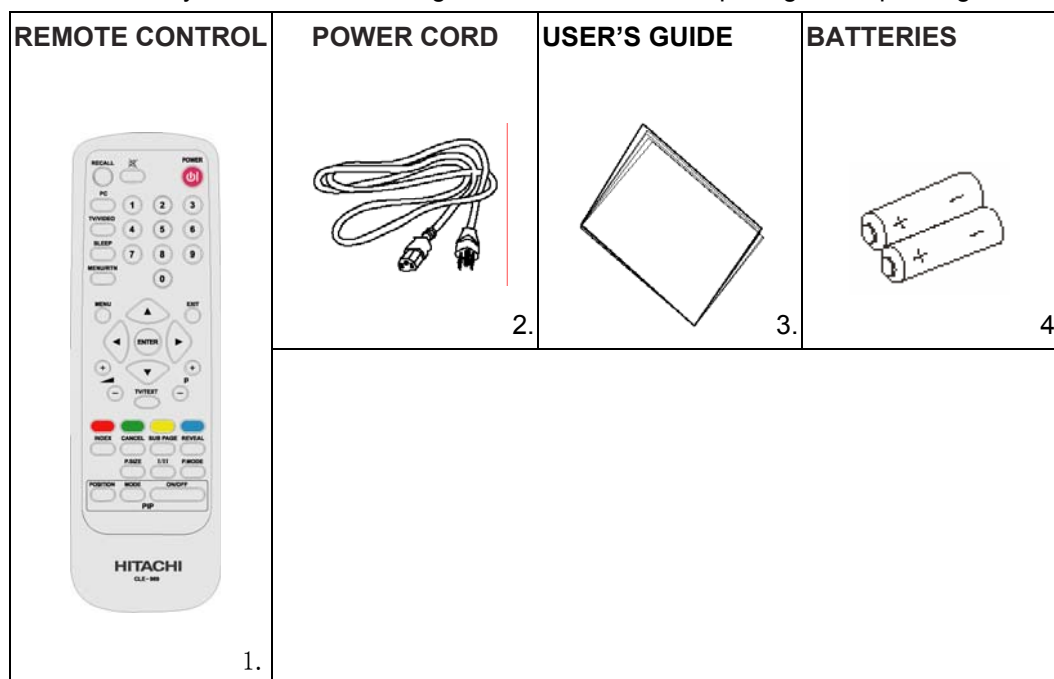 REMOTE CONTROL
POWER CORD
USER'S GUIDE
BATTERIES
RECALL
POWER
PC
1 2 3
TV/VIDEO
4 5 6
SLEEP
7 8 9
MENU/RTN
0
MENU
EXIT
ENTER
+ +
P
− TV/TEXT −
INDEX CANCEL SUB PAGE REVEAL
P.SIZE I/II P.MODE
POSITION MODE ON/OFF
PIP
HITACHI
1.
2.
3.
+ −
+ −
4